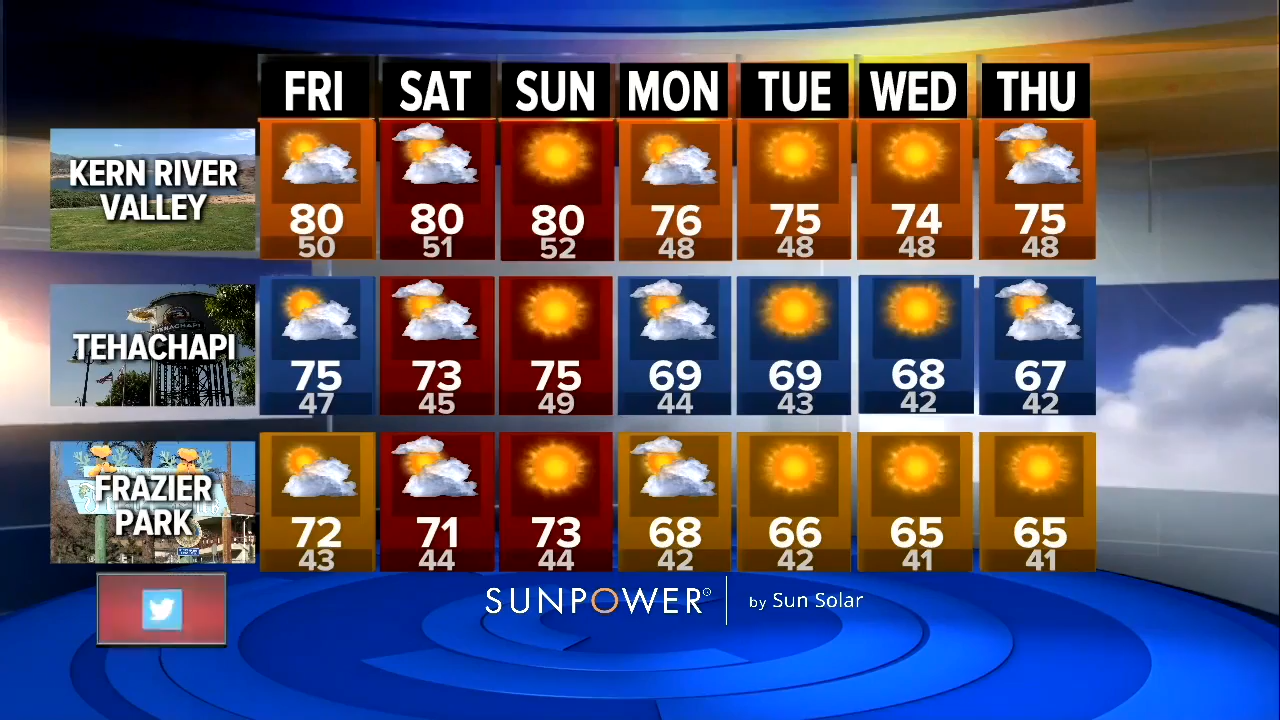 FRI SAT SUN MON TUE WED THU
KERN RIVER
VALLEY
80 80 80 76 75 74 75
50 51 52 48 48 48 48
TEHACHAPI
75 73 75 69 69 68 67
47 45 49 44 43 42 42
FRAZIER
PARK
72 71 73 68 66 65 65
43 44 44 42 42 41 41
SUNPOWER® by Sun Solar